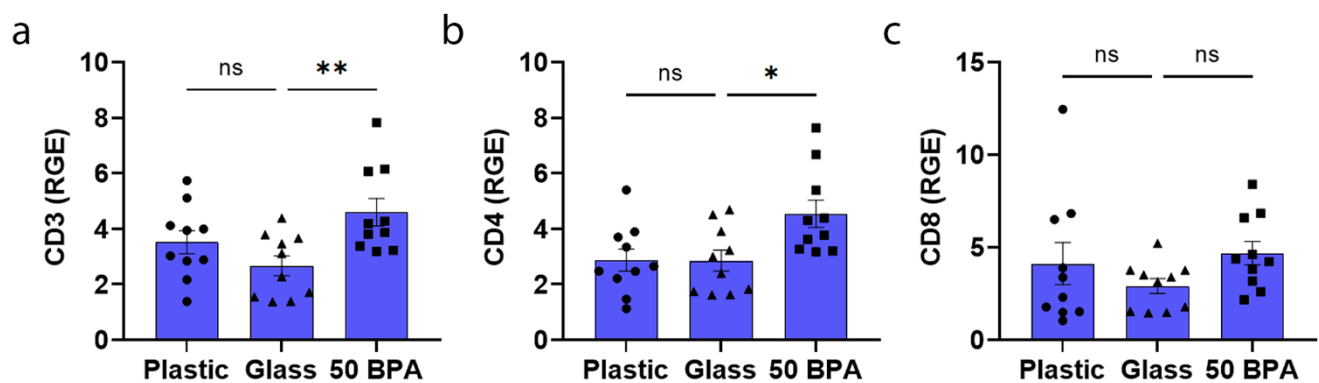 a
CD3 (RGE)
10
8
6
4
2
0
ns
**
Plastic Glass 50 BPA
b
CD4 (RGE)
10
8
6
4
2
0
ns
*
Plastic Glass 50 BPA
c
CD8 (RGE)
15
10
5
0
ns
ns
Plastic Glass 50 BPA